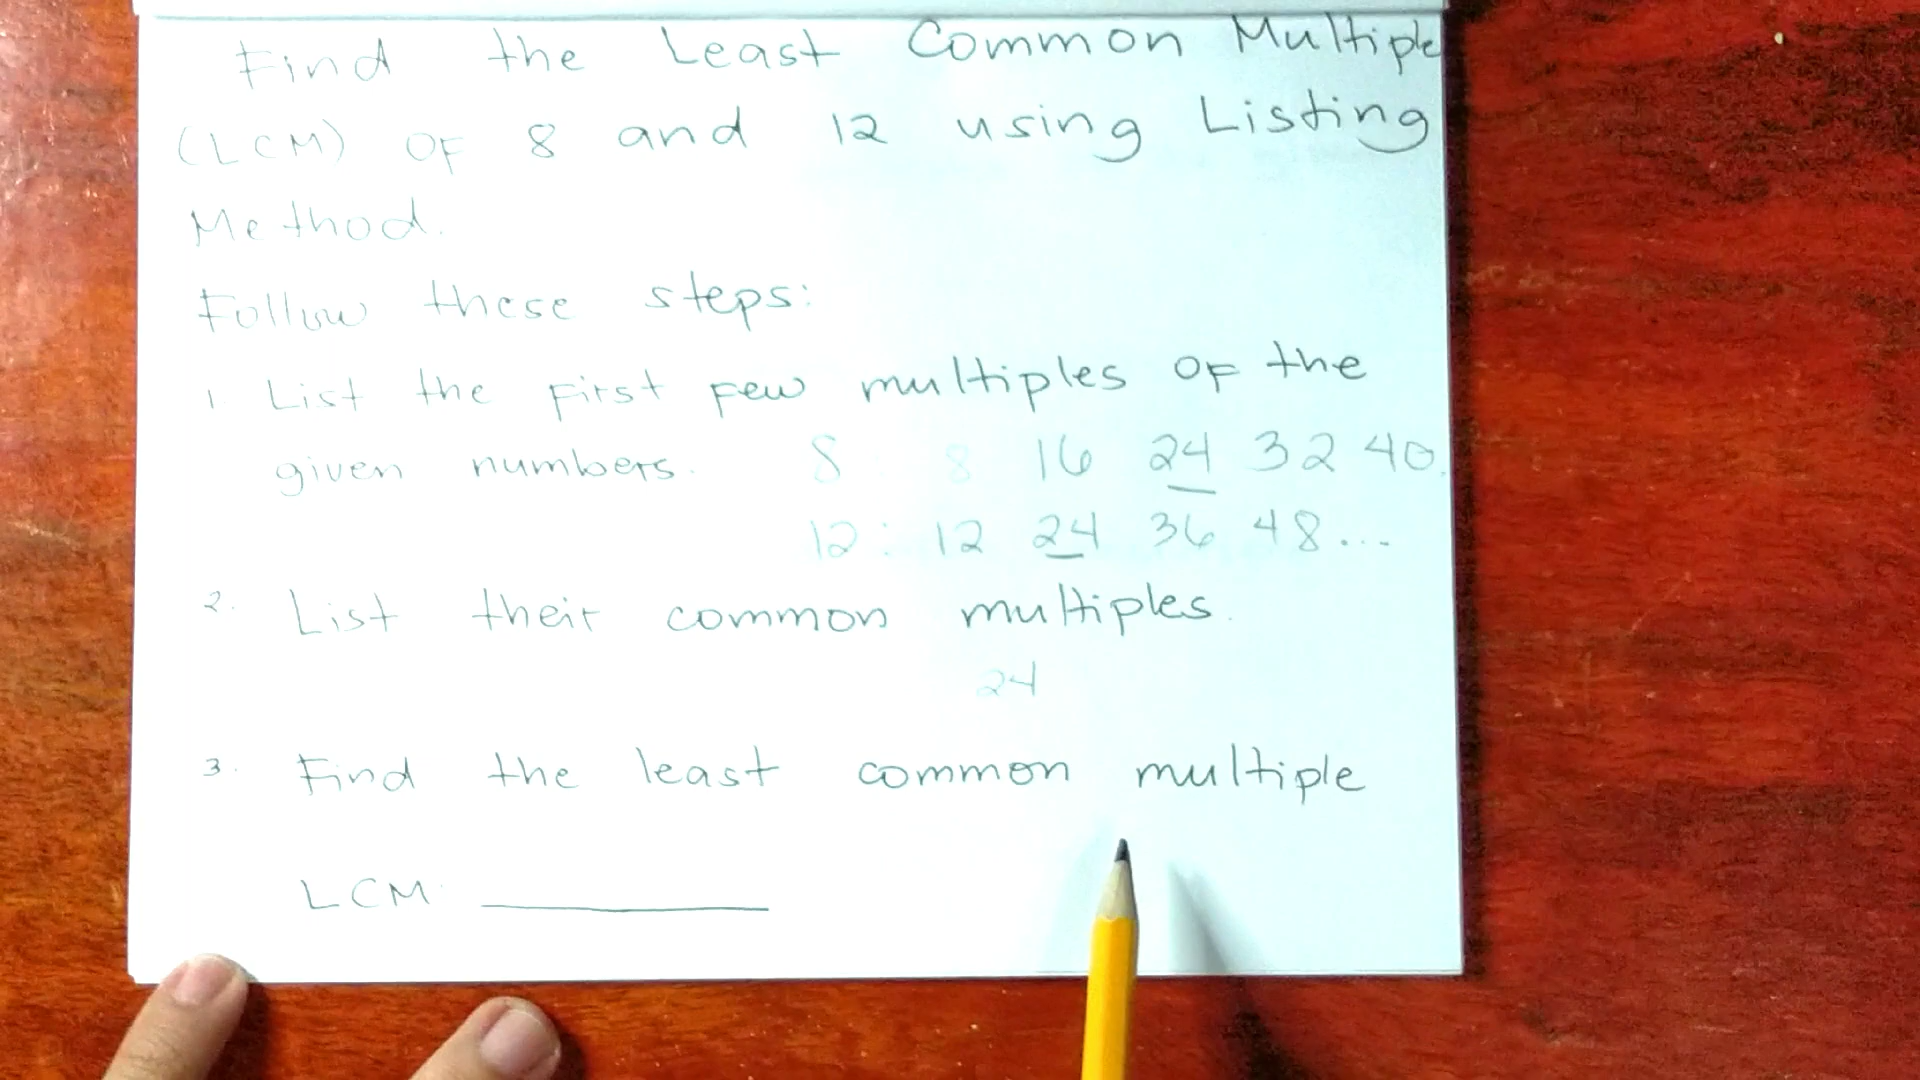 Find the Least Common Multiple
(LCM) of 8 and 12 using Listing
Method.
Follow these steps:
1. List the first few multiples of the
given numbers. 8 : 8 16 24 32 40.
12 : 12 24 36 48...
2. List their common multiples.
24
3. Find the least common multiple
LCM: ____________